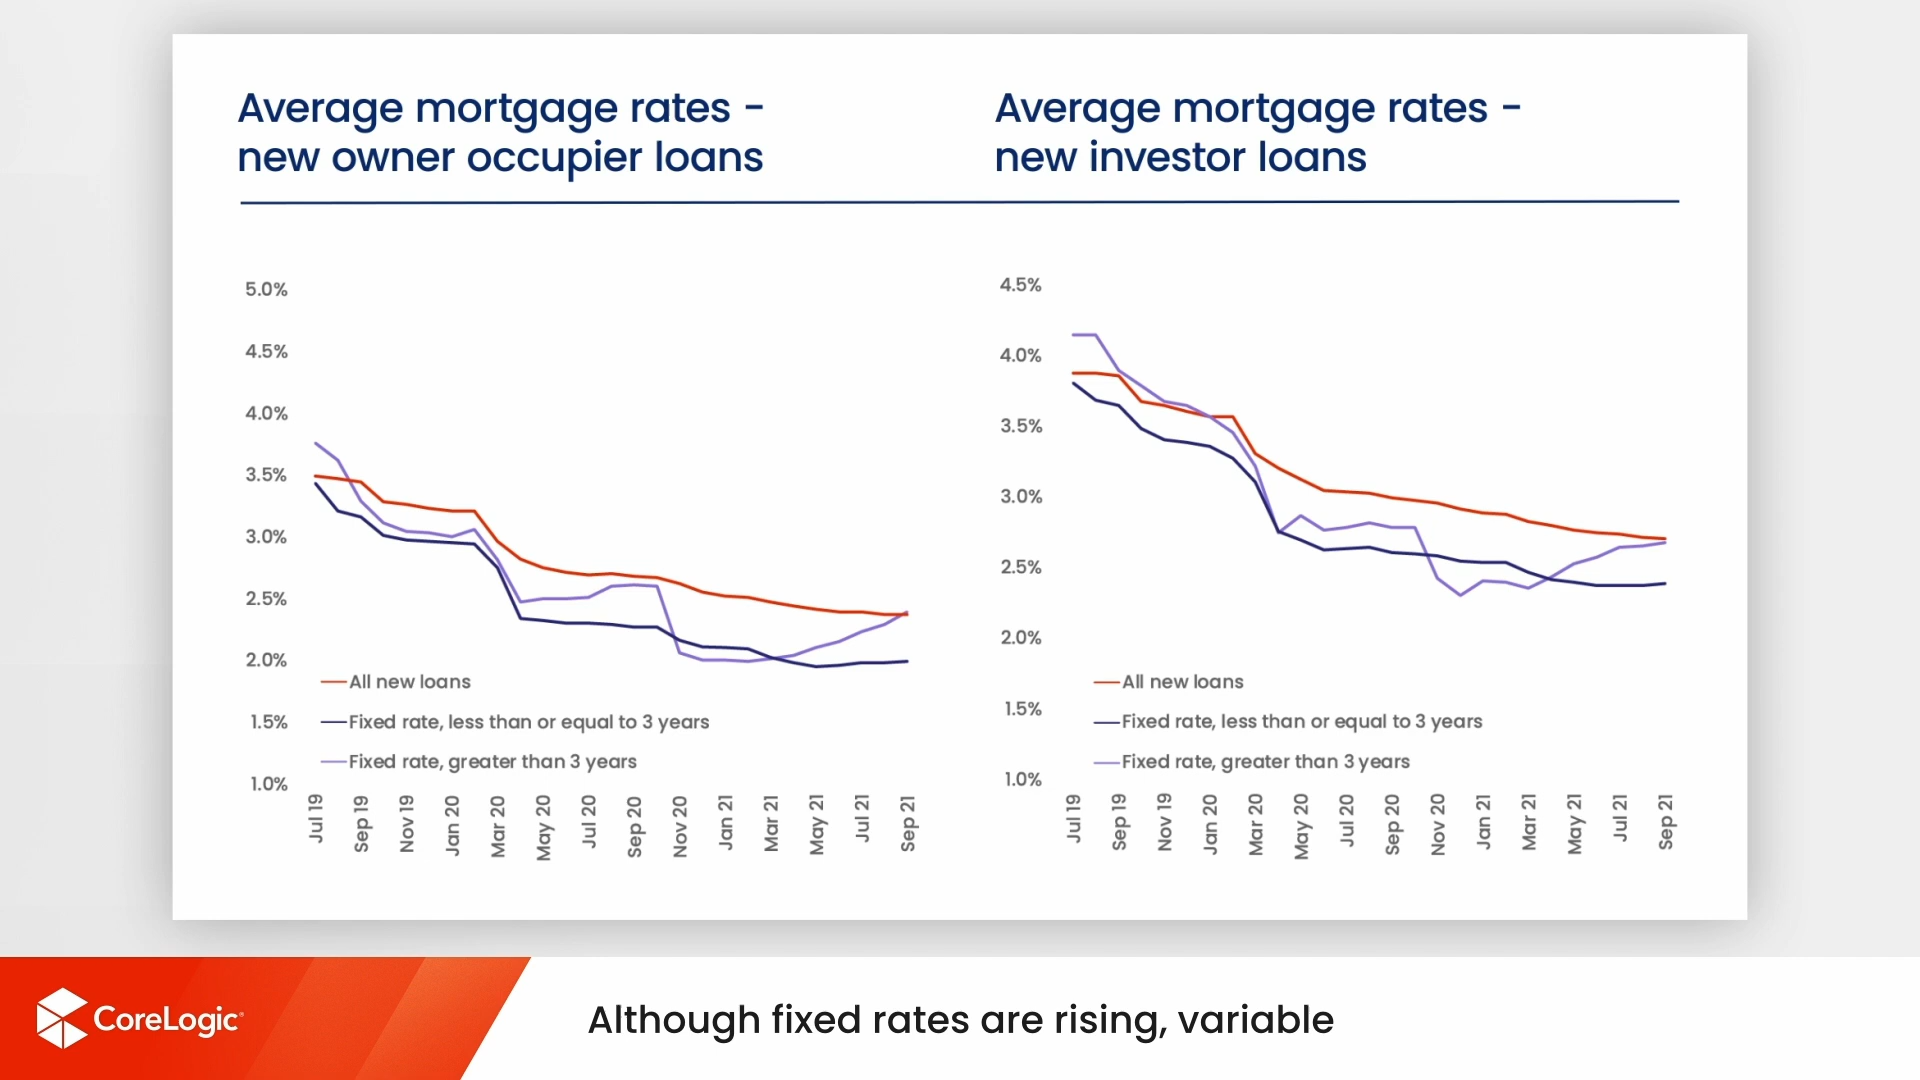 Average mortgage rates -
new owner occupier loans
5.0%
4.5%
4.0%
3.5%
3.0%
2.5%
2.0%
1.5%
1.0%
All new loans
Fixed rate, less than or equal to 3 years
Fixed rate, greater than 3 years
Jul 19
Sep 19
Nov 19
Jan 20
Mar 20
May 20
Jul 20
Sep 20
Nov 20
Jan 21
Mar 21
May 21
Jul 21
Sep 21
Average mortgage rates -
new investor loans
4.5%
4.0%
3.5%
3.0%
2.5%
2.0%
1.5%
1.0%
All new loans
Fixed rate, less than or equal to 3 years
Fixed rate, greater than 3 years
Jul 19
Sep 19
Nov 19
Jan 20
Mar 20
May 20
Jul 20
Sep 20
Nov 20
Jan 21
Mar 21
May 21
Jul 21
Sep 21
CoreLogic
Although fixed rates are rising, variable